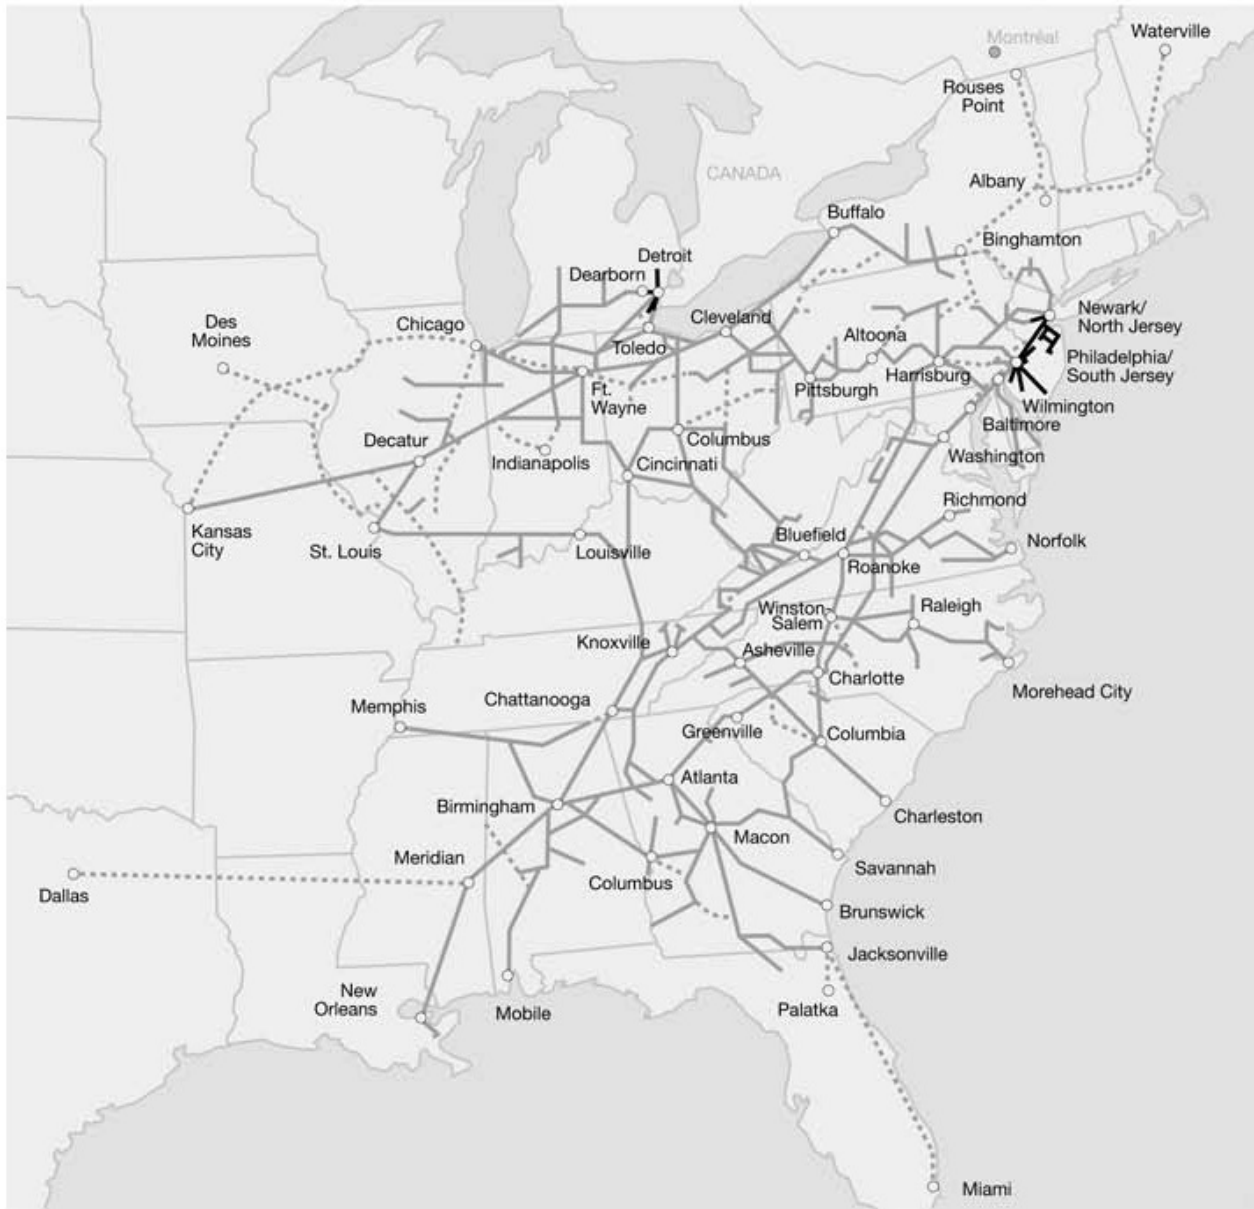 Waterville
Montréal
Rouses
Point
CANADA
Albany
Buffalo
Binghamton
Detroit
Dearborn
Newark/
North Jersey
Des
Moines
Chicago
Cleveland
Toledo
Altoona
Philadelphia/
South Jersey
Harrisburg
Pittsburgh
Ft.
Wayne
Wilmington
Baltimore
Decatur
Columbus
Washington
Indianapolis
Cincinnati
Richmond
Kansas
City
St. Louis
Louisville
Bluefield
Norfolk
Roanoke
Winston-
Salem
Raleigh
Knoxville
Asheville
Charlotte
Morehead City
Chattanooga
Memphis
Greenville
Columbia
Atlanta
Birmingham
Charleston
Macon
Meridian
Savannah
Columbus
Dallas
Brunswick
Jacksonville
New
Orleans
Mobile
Palatka
Miami